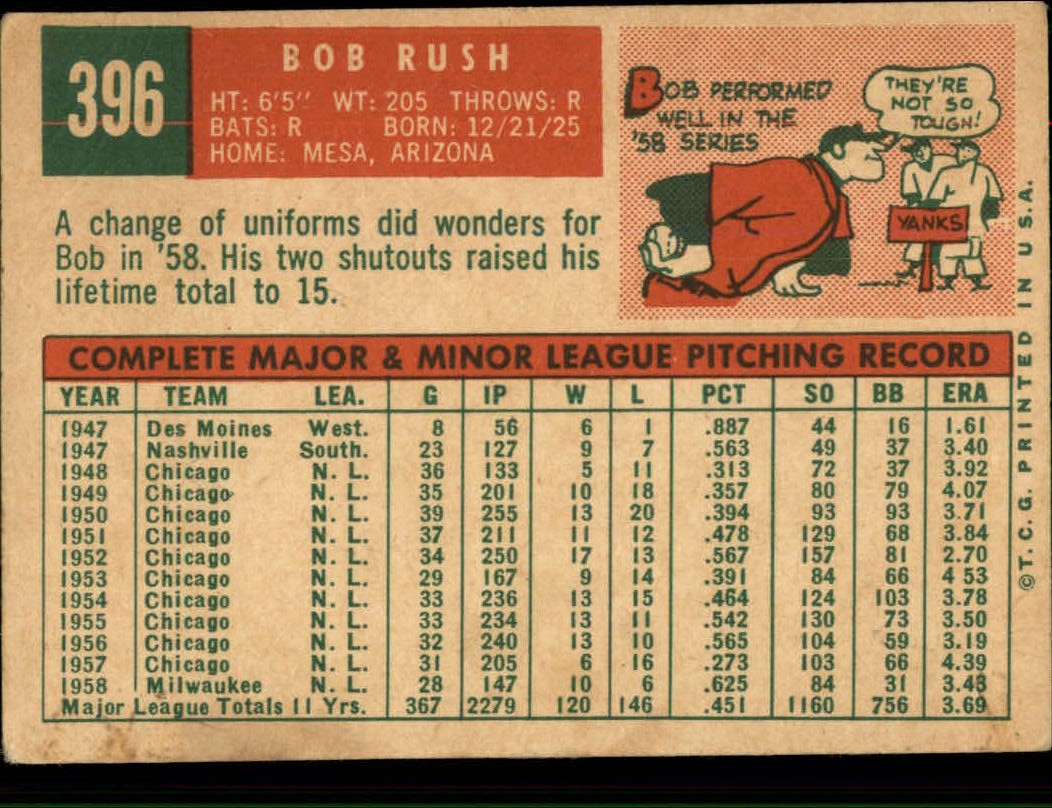 396
BOB RUSH
HT: 6'5" WT: 205 THROWS: R
BATS: R BORN: 12/21/25
HOME: MESA, ARIZONA
A change of uniforms did wonders for
Bob in '58. His two shutouts raised his
lifetime total to 15.
BOB PERFORMED
WELL IN THE
'58 SERIES
THEY'RE
NOT SO
TOUGH!
YANKS
COMPLETE MAJOR & MINOR LEAGUE PITCHING RECORD
YEAR TEAM LEA. G IP W L PCT SO BB ERA
1947 Des Moines West. 8 56 6 1 .887 44 16 1.61
1947 Nashville South. 23 127 9 7 .563 49 37 3.40
1948 Chicago N. L. 36 133 5 11 .313 72 37 3.92
1949 Chicago N. L. 35 201 10 18 .357 80 79 4.07
1950 Chicago N. L. 39 255 13 20 .394 93 93 3.71
1951 Chicago N. L. 37 211 11 12 .478 129 68 3.84
1952 Chicago N. L. 34 250 17 13 .567 157 81 2.70
1953 Chicago N. L. 29 167 9 14 .391 84 66 4 53
1954 Chicago N. L. 33 236 13 15 .464 124 103 3.78
1955 Chicago N. L. 33 234 13 11 .542 130 73 3.50
1956 Chicago N. L. 32 240 13 10 .565 104 59 3.19
1957 Chicago N. L. 31 205 6 16 .273 103 66 4.39
1958 Milwaukee N. L. 28 147 10 6 .625 84 31 3.43
Major League Totals 11 Yrs. 367 2279 120 146 .451 1160 756 3.69
©T.C.G. PRINTED IN U.S.A.